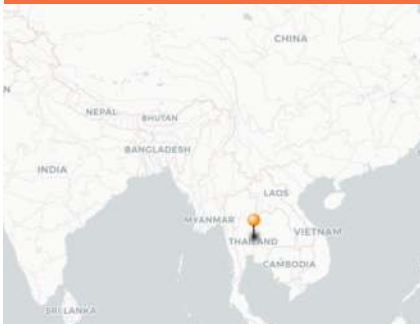 CHINA
N
NEPAL
BHUTAN
BANGLADESH
INDIA
LAOS
MYANMAR
THAILAND
VIETNAM
CAMBODIA
SRI LANKA